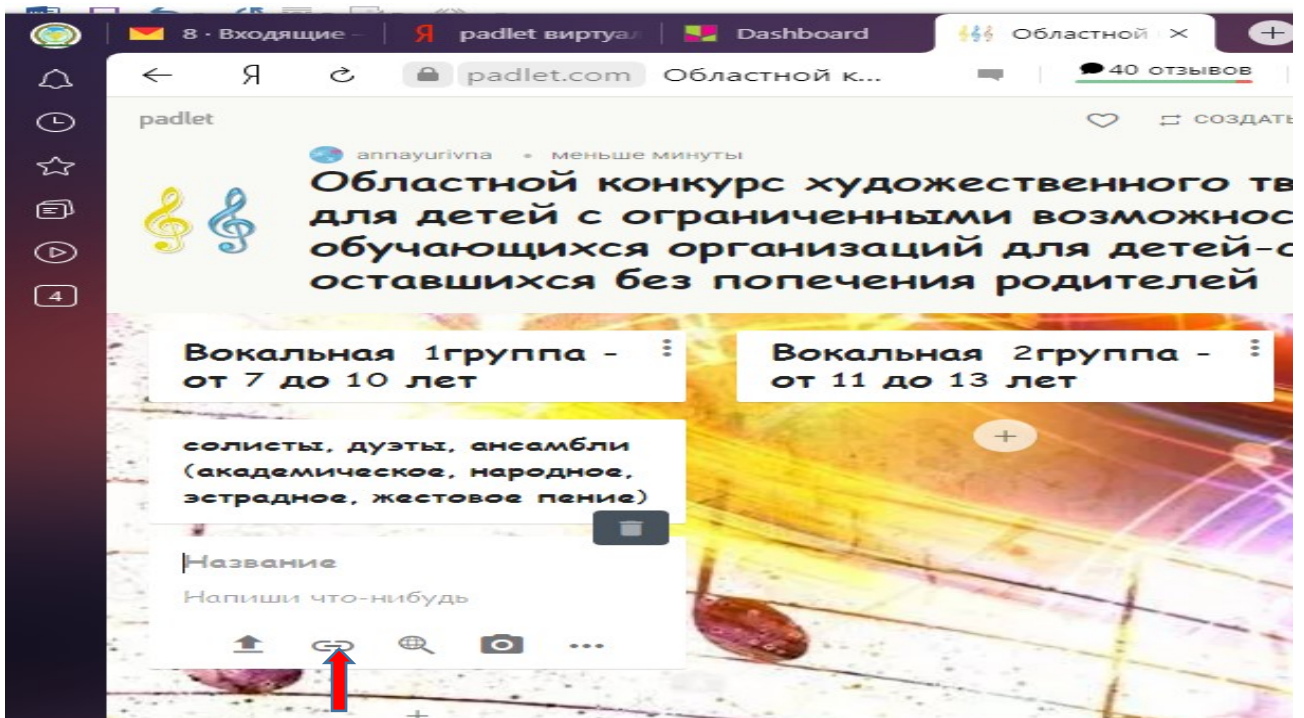 8 · Входящие –
Я padlet виртуал
Dashboard
Областной
Я padlet.com Областной к... 40 отзывов
padlet
СОЗДАТЬ
annayurivna • меньше минуты
Областной конкурс художественного тв
для детей с ограниченными возможнос
обучающихся организаций для детей-с
оставшихся без попечения родителей
4
Вокальная 1группа -
от 7 до 10 лет
Вокальная 2группа -
от 11 до 13 лет
солисты, дуэты, ансамбли
(академическое, народное,
эстрадное, жестовое пение)
Название
Напиши что-нибудь